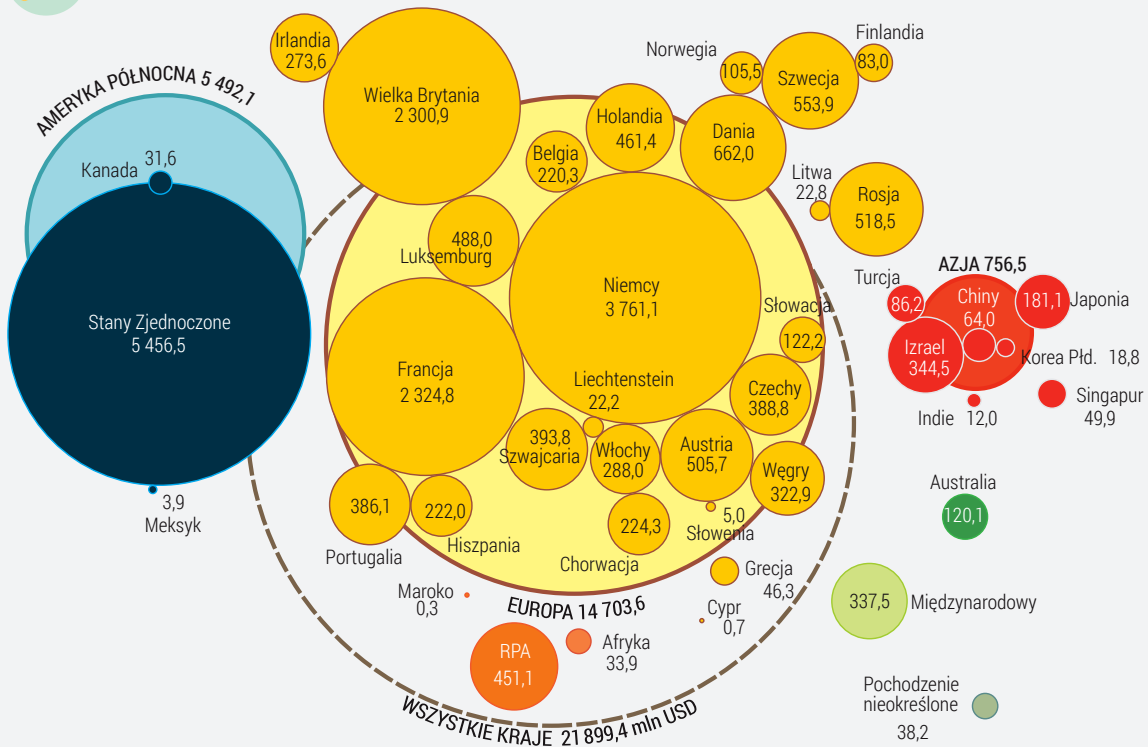 Irlandia
273,6
AMERYKA PÓŁNOCNA 5 492,1
Kanada
31,6
Stany Zjednoczone
5 456,5
3,9
Meksyk
Wielka Brytania
2 300,9
Belgia
220,3
Holandia
461,4
Norwegia
105,5
Szwecja
553,9
Finlandia
83,0
Dania
662,0
Litwa
22,8
Rosja
518,5
488,0
Luksemburg
Niemcy
3 761,1
Słowacja
122,2
Francja
2 324,8
Liechtenstein
22,2
Czechy
388,8
393,8
Szwajcaria
Włochy
288,0
Austria
505,7
Węgry
322,9
386,1
Portugalia
222,0
Hiszpania
224,3
Chorwacja
5,0
Słowenia
Grecja
46,3
Cypr
0,7
EUROPA 14 703,6
Maroko
0,3
RPA
451,1
Afryka
33,9
WSZYSTKIE KRAJE 21 899,4 mln USD
AZJA 756,5
Turcja
86,2
Chiny
64,0
181,1
Japonia
Izrael
344,5
Korea Płd. 18,8
Indie 12,0
Singapur
49,9
Australia
120,1
337,5
Międzynarodowy
Pochodzenie
nieokreślone
38,2